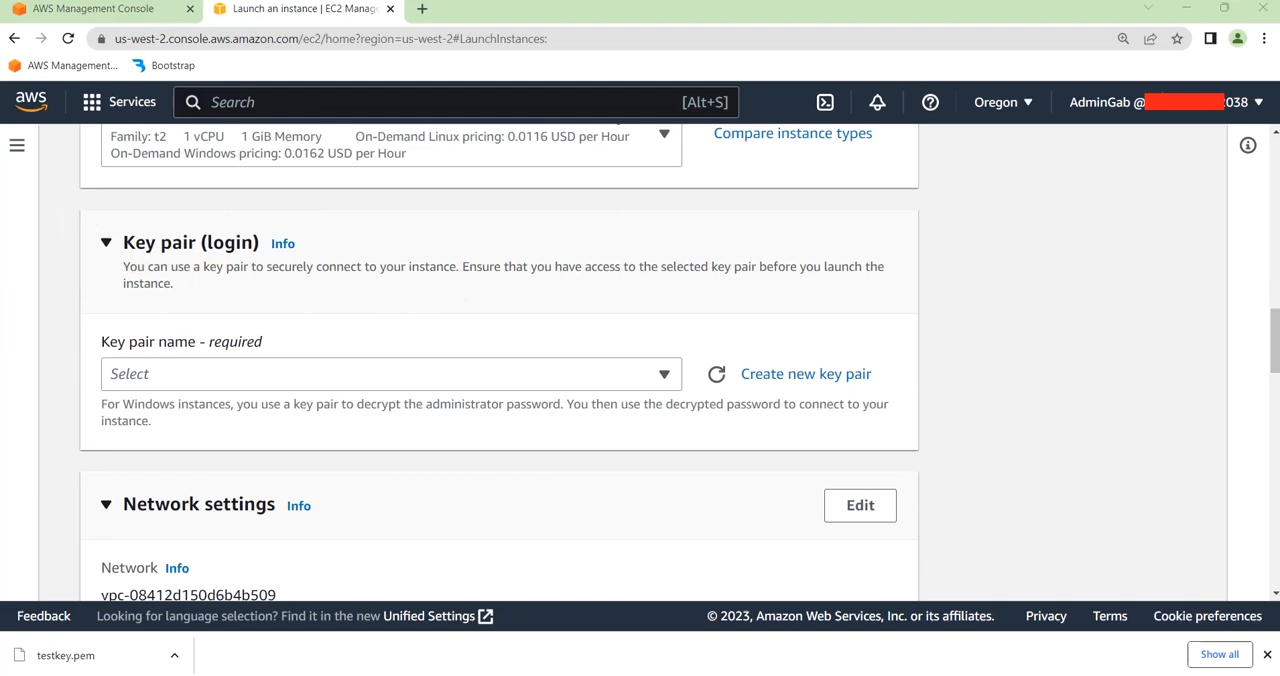 AWS Management Console
Launch an instance | EC2 Manag
us-west-2.console.aws.amazon.com/ec2/home?region=us-west-2#LaunchInstances:
AWS Management... Bootstrap
aws Services Search [Alt+S] Oregon AdminGab @ 038
Family: t2 1 vCPU 1 GiB Memory On-Demand Linux pricing: 0.0116 USD per Hour
On-Demand Windows pricing: 0.0162 USD per Hour
Compare instance types
Key pair (login) Info
You can use a key pair to securely connect to your instance. Ensure that you have access to the selected key pair before you launch the
instance.
Key pair name - required
Select
Create new key pair
For Windows instances, you use a key pair to decrypt the administrator password. You then use the decrypted password to connect to your
instance.
Network settings Info
Edit
Network Info
vpc-08412d150d6b4b509
Feedback Looking for language selection? Find it in the new Unified Settings © 2023, Amazon Web Services, Inc. or its affiliates. Privacy Terms Cookie preferences
testkey.pem Show all